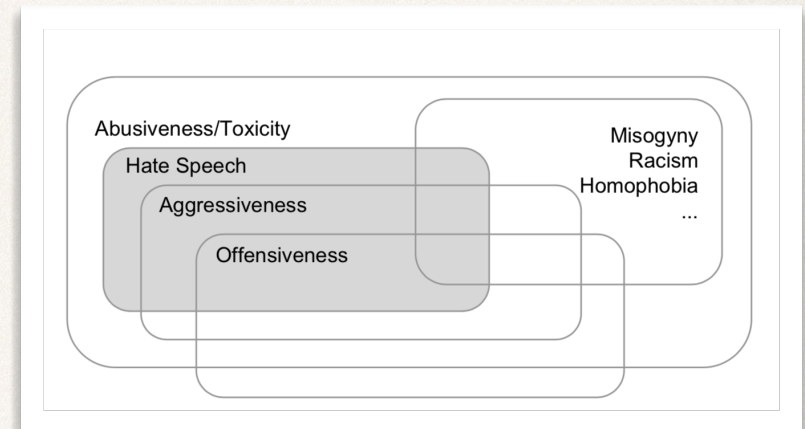 Abusiveness/Toxicity
Hate Speech
Aggressiveness
Offensiveness
Misogyny
Racism
Homophobia
...